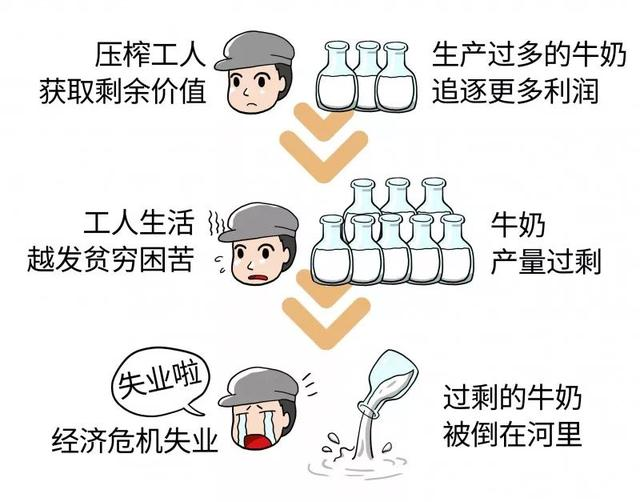 压榨工人
获取剩余价值
生产过多的牛奶
追逐更多利润
工人生活
越发贫穷困苦
牛奶
产量过剩
失业啦
经济危机失业
过剩的牛奶
被倒在河里